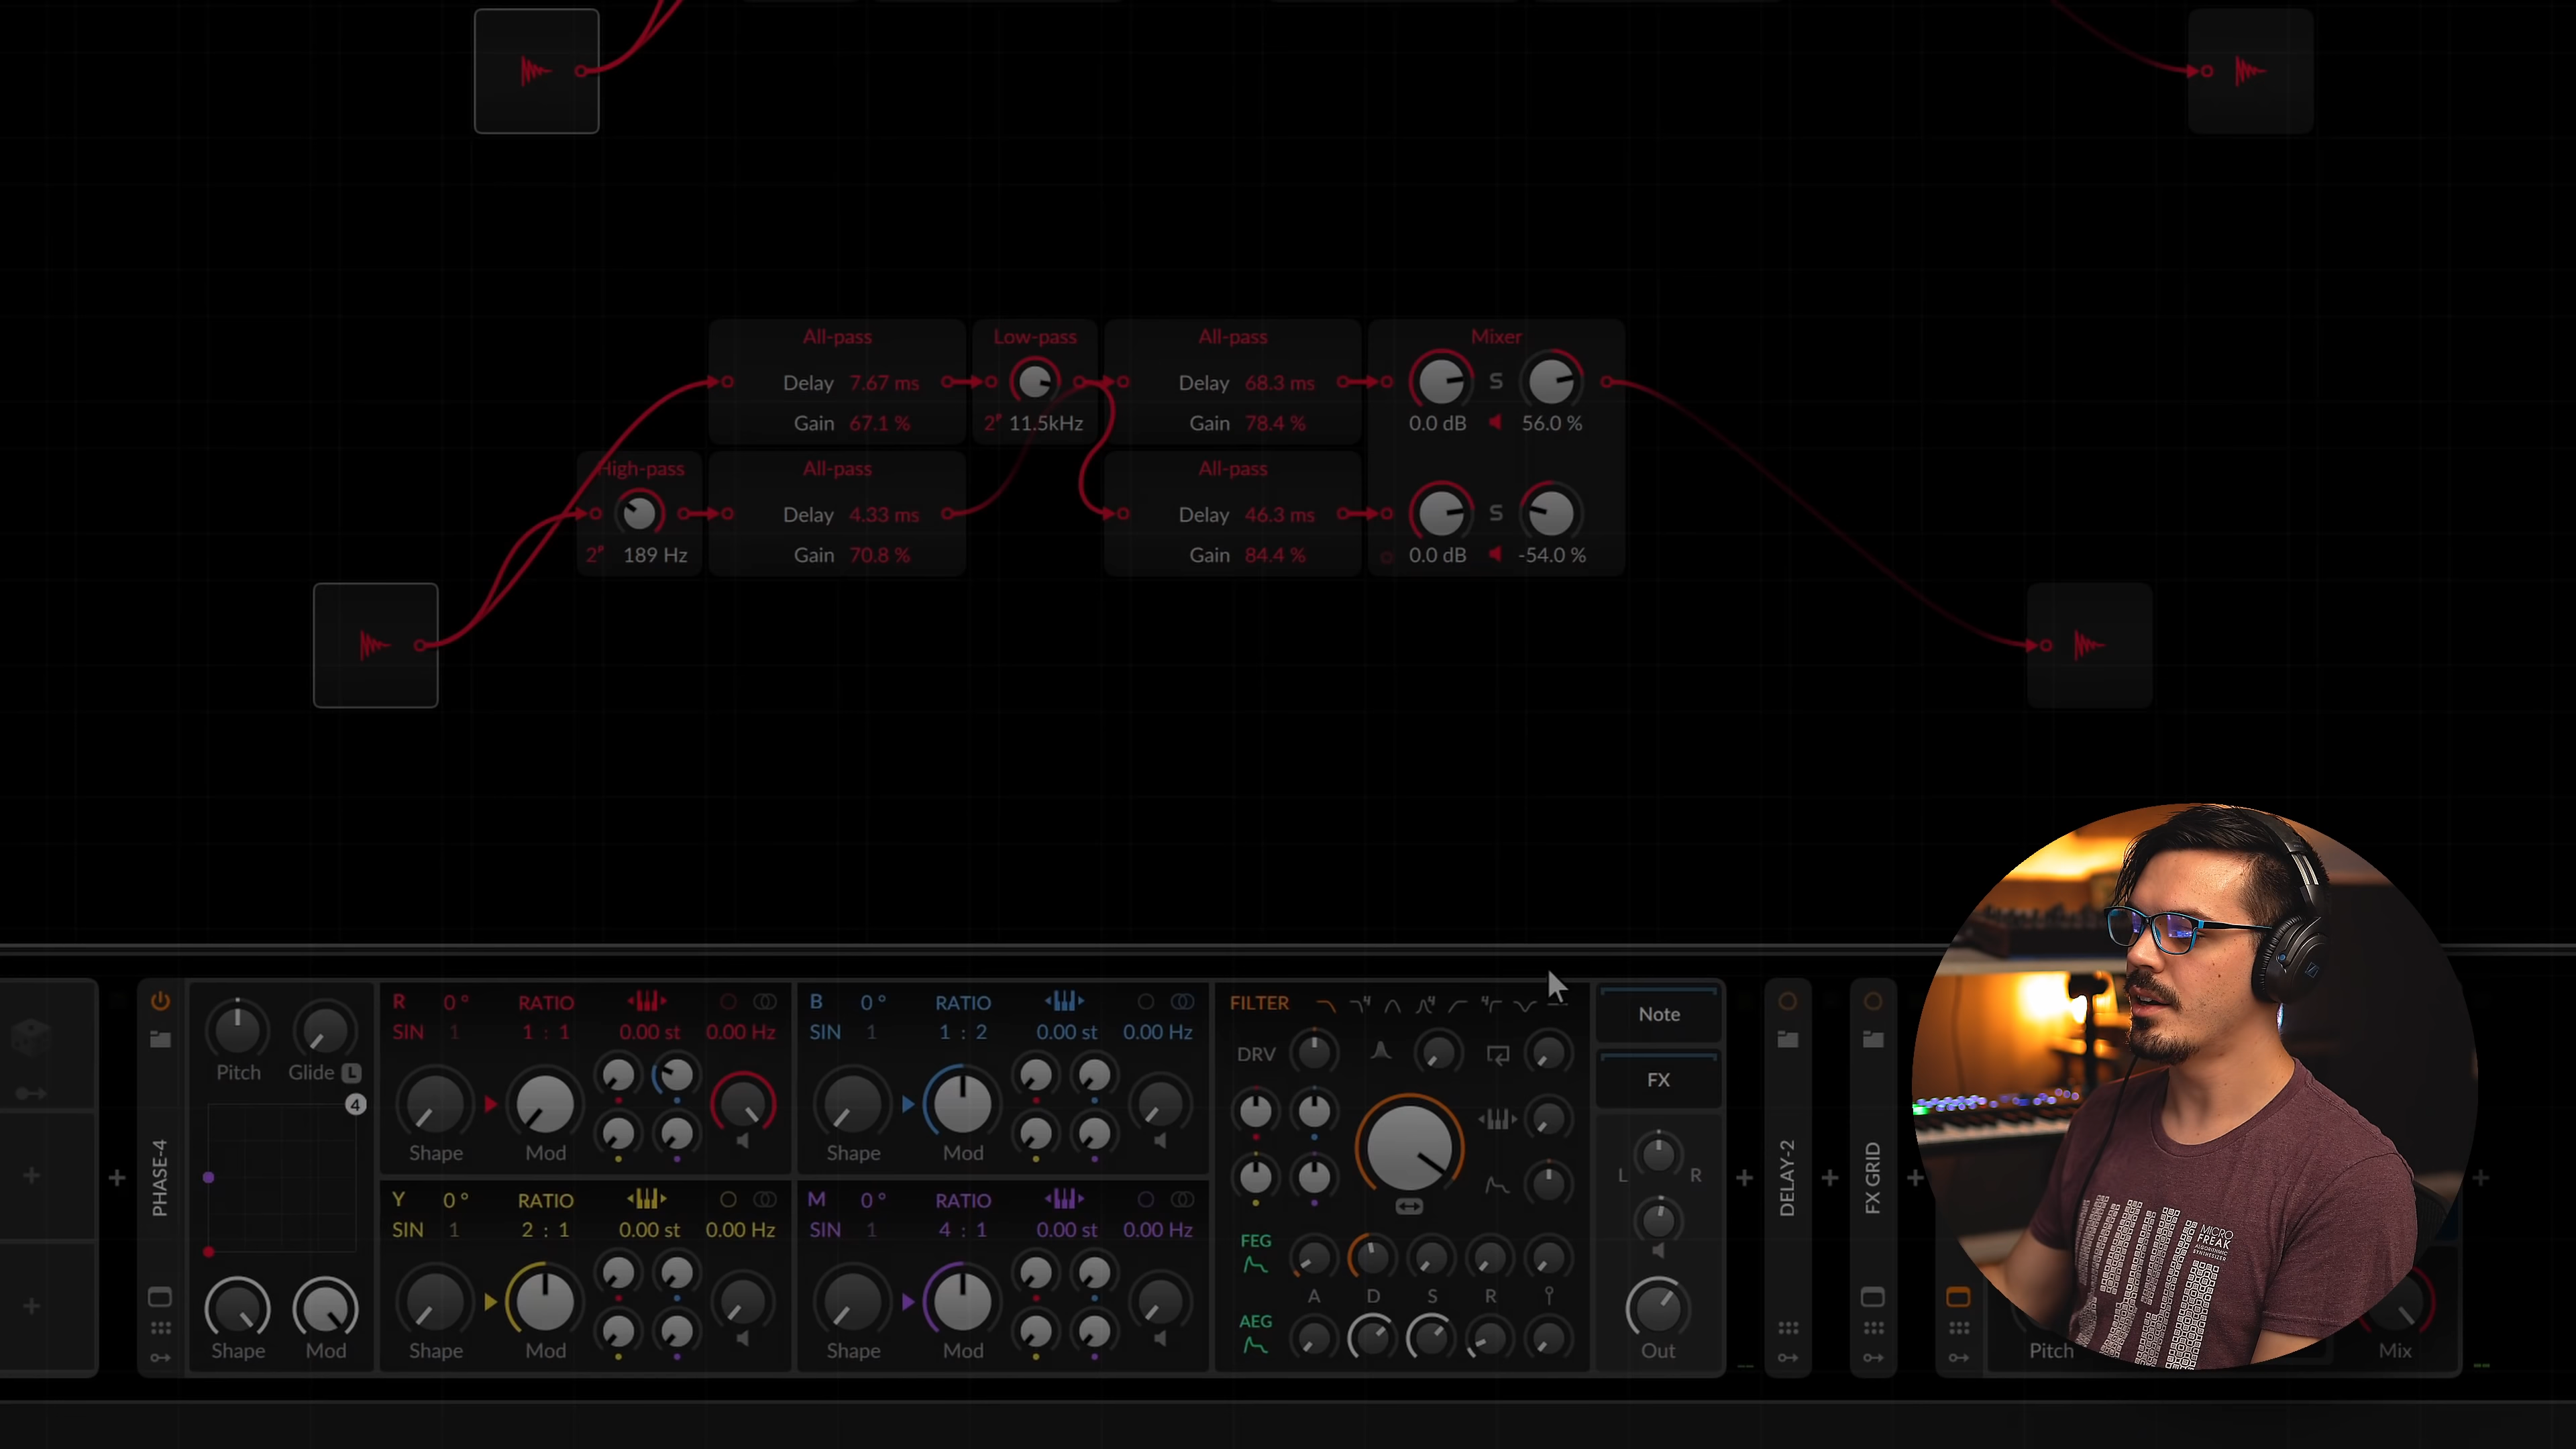 All-pass
Delay 7.67 ms
Gain 67.1 %
Low-pass
2 11.5kHz
All-pass
Delay 68.3 ms
Gain 78.4 %
Mixer
S
0.0 dB 56.0 %
High-pass
2 189 Hz
All-pass
Delay 4.33 ms
Gain 70.8 %
All-pass
Delay 46.3 ms
Gain 84.4 %
S
0.0 dB -54.0 %
PHASE-4
Pitch Glide L
4
Shape Mod
R 0° RATIO
SIN 1 1 : 1 0.00 st 0.00 Hz
Shape Mod
B 0° RATIO
SIN 1 1 : 2 0.00 st 0.00 Hz
Shape Mod
Y 0° RATIO
SIN 1 2 : 1 0.00 st 0.00 Hz
Shape Mod
M 0° RATIO
SIN 1 4 : 1 0.00 st 0.00 Hz
Shape Mod
FILTER
DRV
FEG
A D S R
AEG
Note
FX
L R
Out
DELAY-2
FX GRID
Pitch
Mix
MICRO
FREAK
ALGORITHMIC
SYNTHESIZER